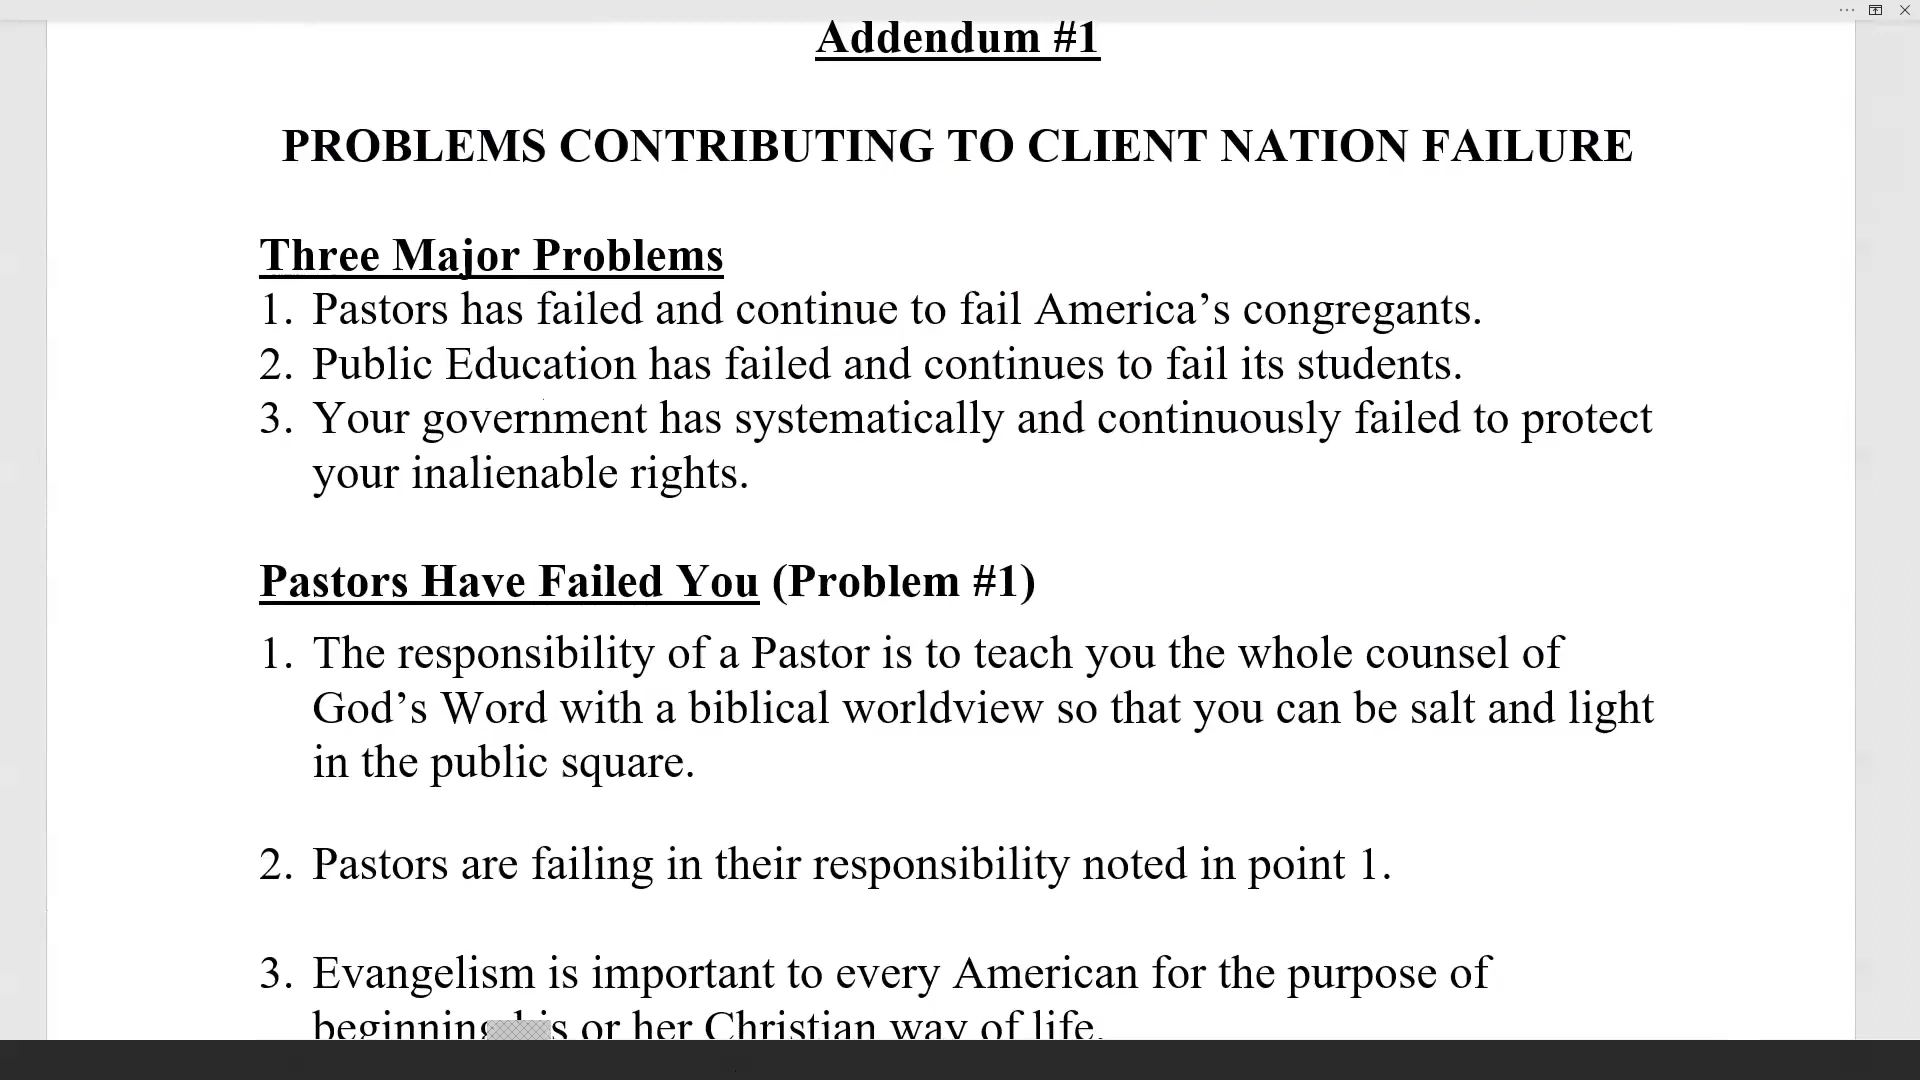 Addendum #1
PROBLEMS CONTRIBUTING TO CLIENT NATION FAILURE
Three Major Problems
1. Pastors has failed and continue to fail America’s congregants.
2. Public Education has failed and continues to fail its students.
3. Your government has systematically and continuously failed to protect
your inalienable rights.
Pastors Have Failed You (Problem #1)
1. The responsibility of a Pastor is to teach you the whole counsel of
God’s Word with a biblical worldview so that you can be salt and light
in the public square.
2. Pastors are failing in their responsibility noted in point 1.
3. Evangelism is important to every American for the purpose of
beginning his or her Christian way of life.